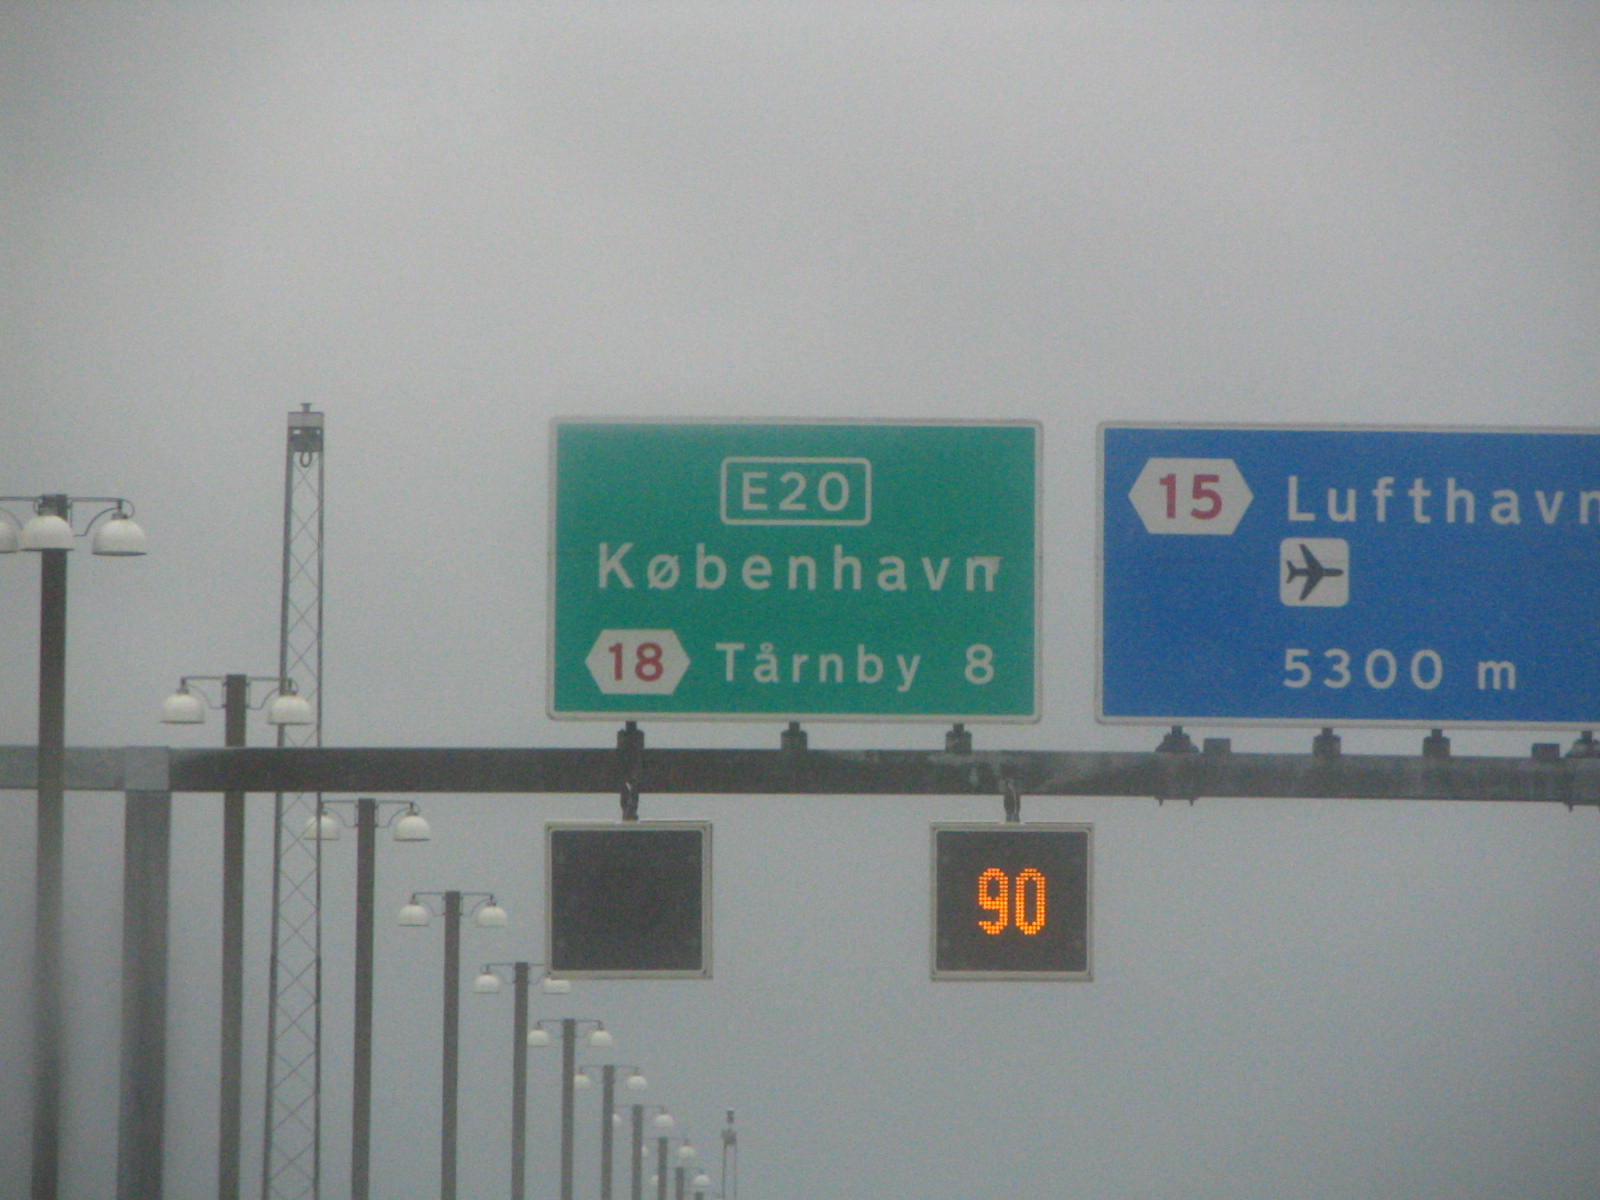 E20
København
18 Tårnby 8
15 Lufthavn
5300 m
90